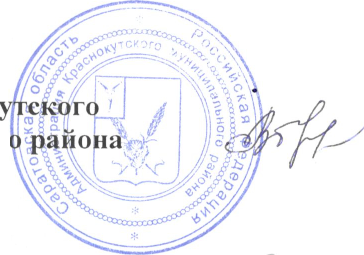 утского
о района
Саратовская область
Российская Федерация
Администрация Краснокутского муниципального района